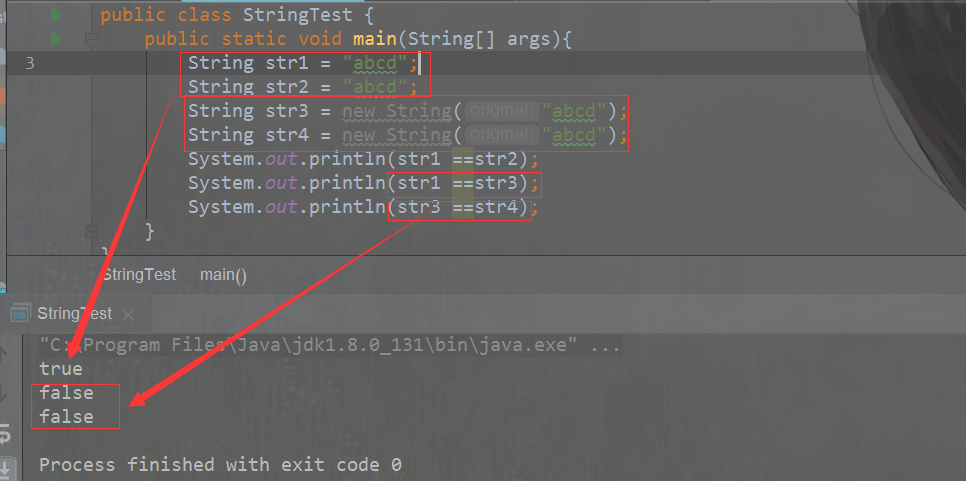 public class StringTest {
public static void main(String[] args){
3 String str1 = "abcd";
String str2 = "abcd";
String str3 = new String( original: "abcd");
String str4 = new String( original: "abcd");
System.out.println(str1 ==str2);
System.out.println(str1 ==str3);
System.out.println(str3 ==str4);
}
}
StringTest main()
StringTest
"C:\Program Files\Java\jdk1.8.0_131\bin\java.exe" ...
true
false
false
Process finished with exit code 0